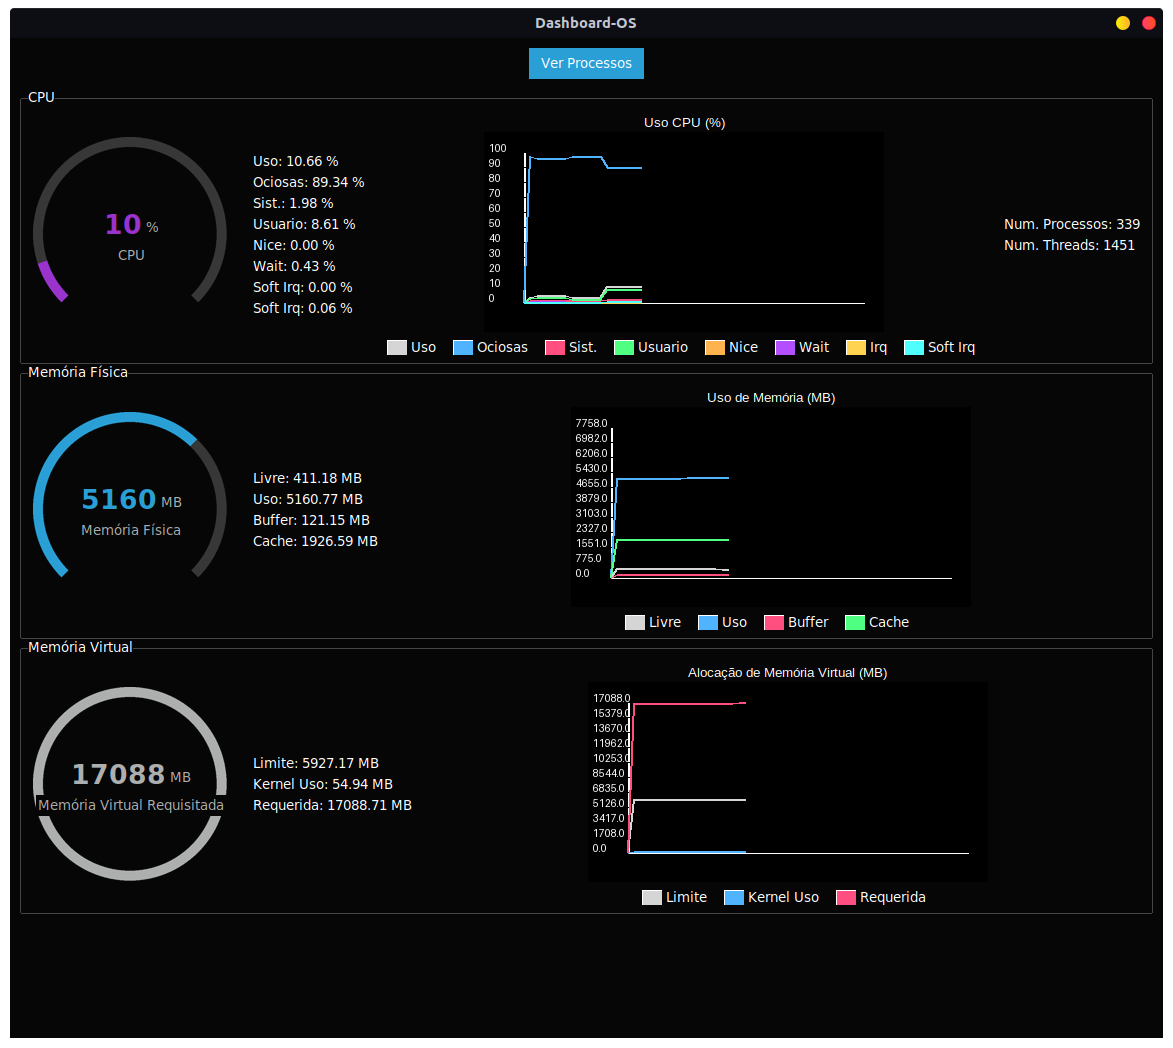 Dashboard-OS
Ver Processos
CPU
10 %
CPU
Uso: 10.66 %
Ociosas: 89.34 %
Sist.: 1.98 %
Usuario: 8.61 %
Nice: 0.00 %
Wait: 0.43 %
Soft Irq: 0.00 %
Soft Irq: 0.06 %
Uso CPU (%)
100
90
80
70
60
50
40
30
20
10
0
Uso Ociosas Sist. Usuario Nice Wait Irq Soft Irq
Num. Processos: 339
Num. Threads: 1451
Memória Física
5160 MB
Memória Física
Livre: 411.18 MB
Uso: 5160.77 MB
Buffer: 121.15 MB
Cache: 1926.59 MB
Uso de Memória (MB)
7758.0
6982.0
6206.0
5430.0
4655.0
3879.0
3103.0
2327.0
1551.0
775.0
0.0
Livre Uso Buffer Cache
Memória Virtual
17088 MB
Memória Virtual Requisitada
Limite: 5927.17 MB
Kernel Uso: 54.94 MB
Requerida: 17088.71 MB
Alocação de Memória Virtual (MB)
17088.0
15379.0
13670.0
11962.0
10253.0
8544.0
6835.0
5126.0
3417.0
1708.0
0.0
Limite Kernel Uso Requerida